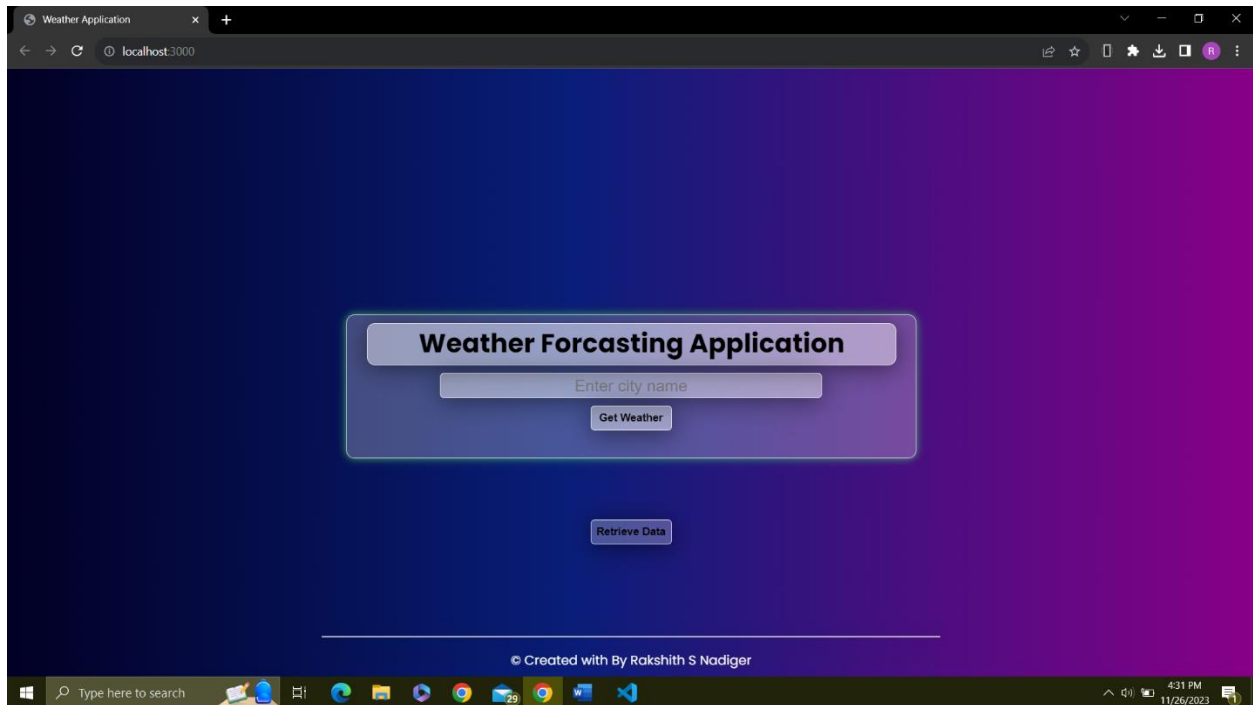 Weather Application
localhost:3000
R
Weather Forcasting Application
Enter city name
Get Weather
Retrieve Data
© Created with By Rakshith S Nadiger
Type here to search
29
W
4:31 PM
11/26/2023
1